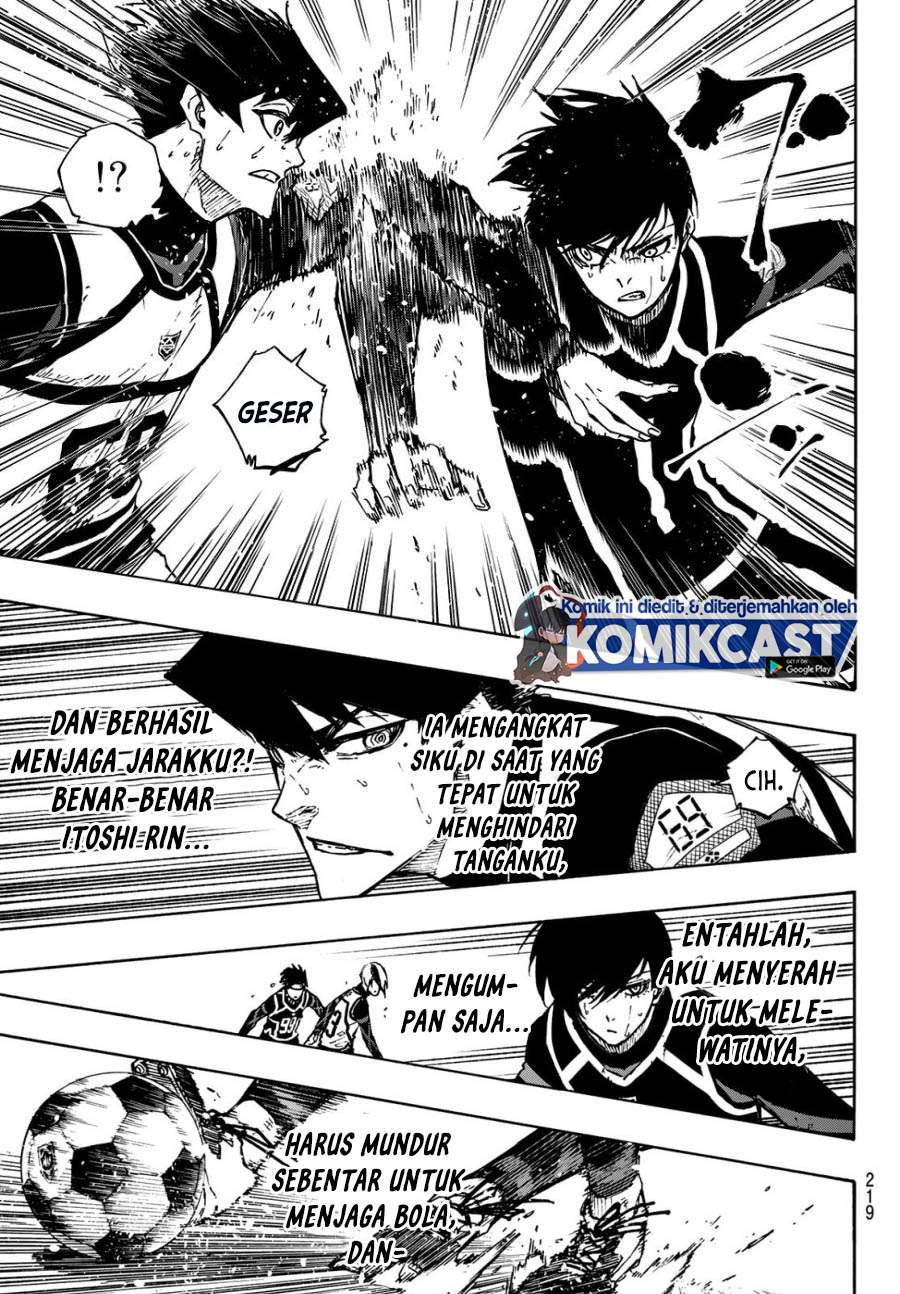 !?
GESER
Komik ini diedit & diterjemahkan oleh
KOMIKCAST
GET IT ON
Google Play
CIH.
69
IA MENGANGKAT
SIKU DI SAAT YANG
TEPAT UNTUK
MENGHINDARI
TANGANKU,
DAN BERHASIL
MENJAGA JARAKKU?!
BENAR-BENAR
ITOSHI RIN...
ENTAHLAH,
AKU MENYERAH
UNTUK MELE-
WATINYA,
MENGUM-
PAN SAJA...
HARUS MUNDUR
SEBENTAR UNTUK
MENJAGA BOLA,
DAN-
219